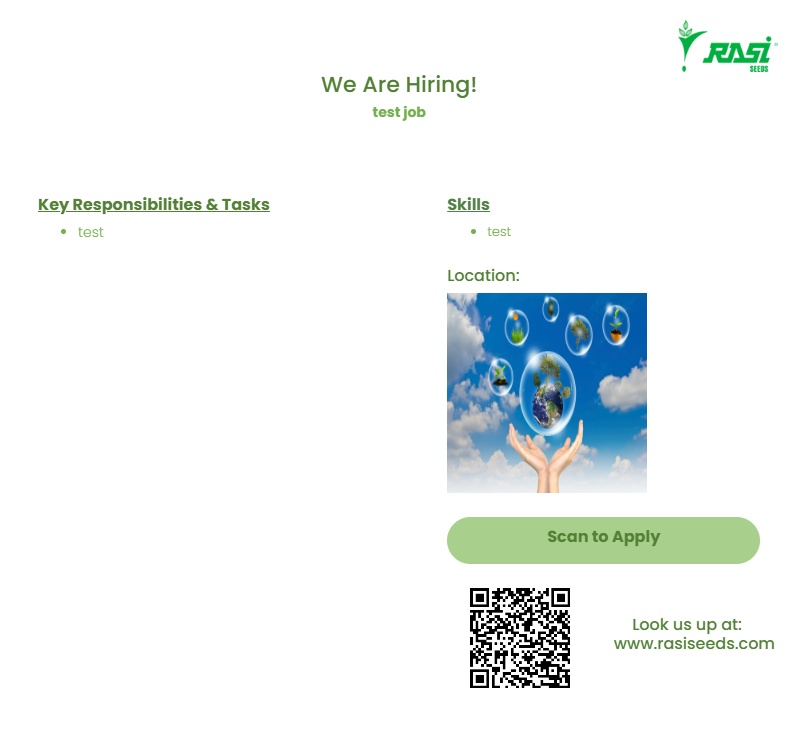 RASi
SEEDS
We Are Hiring!
test job
Key Responsibilities & Tasks
• test
Skills
• test
Location:
Scan to Apply
Look us up at:
www.rasiseeds.com